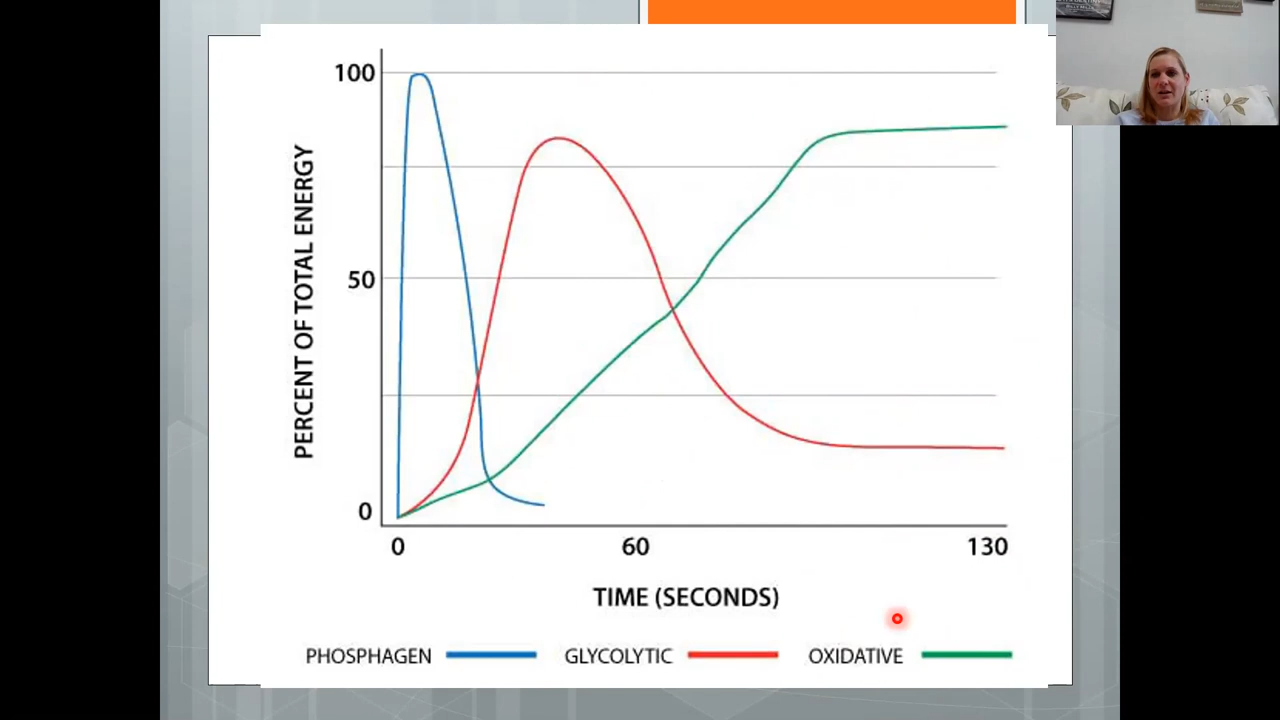 100
PERCENT OF TOTAL ENERGY
50
0
0 60 130
TIME (SECONDS)
PHOSPHAGEN GLYCOLYTIC OXIDATIVE